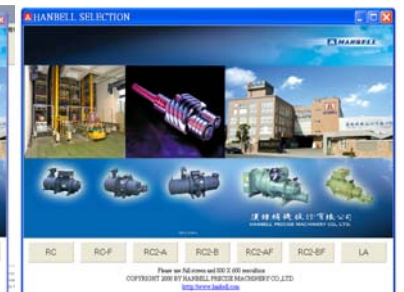 HANBELL SELECTION
HANBELL
漢鐘精機股份有限公司
HANBELL PRECISE MACHINERY CO., LTD.
RC
RC-F
RC2-A
RC2-B
RC2-AF
RC2-BF
LA
Please use full screen and 800 X 600 resolution
COPYRIGHT 2008 BY HANBELL PRECISE MACHINERY CO.,LTD
http://www.hanbell.com